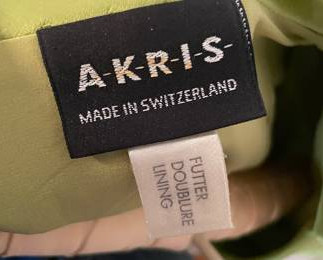 A-K-R-I-S-
MADE IN SWITZERLAND
FUTTER
DOUBLURE
LINING